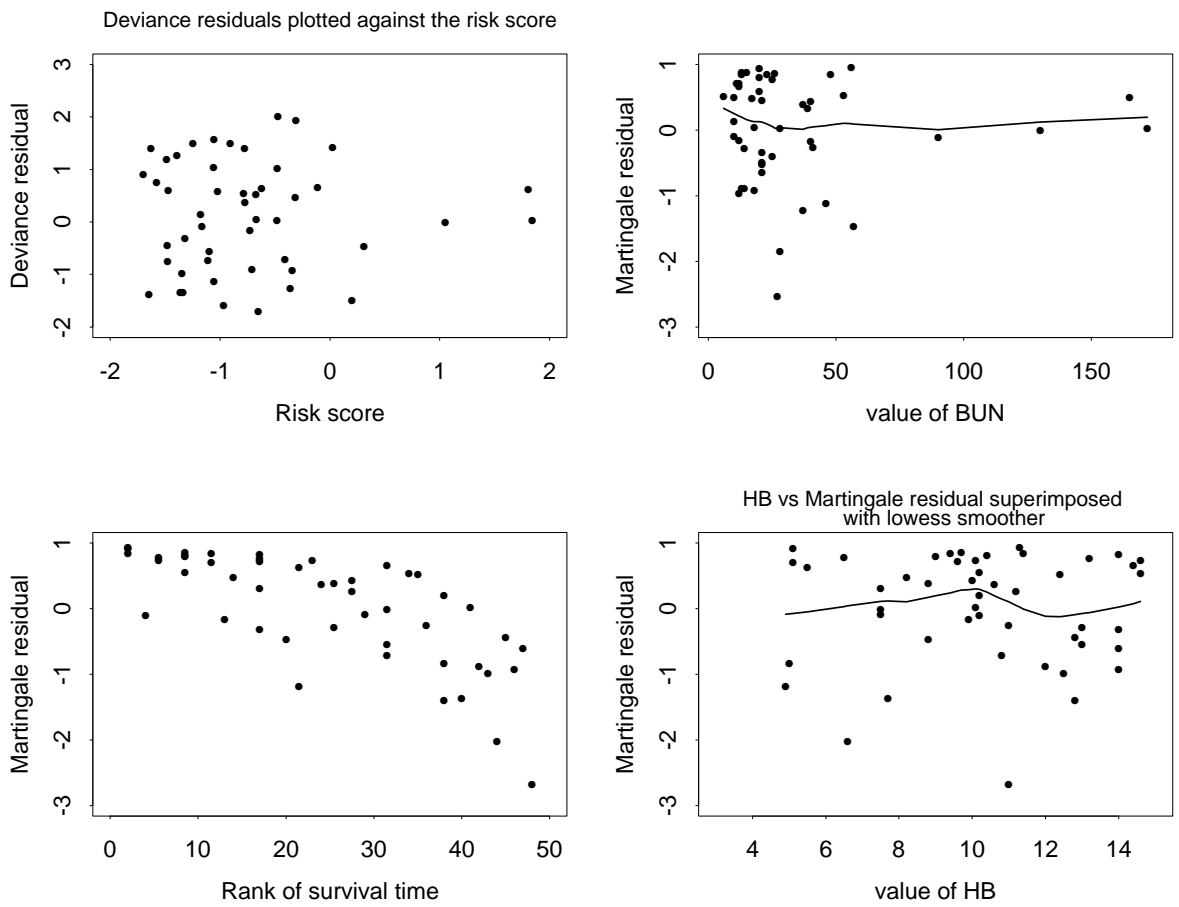 Deviance residuals plotted against the risk score
3
2
1
0
-1
-2
Deviance residual
-2 -1 0 1 2
Risk score
1
0
-1
-2
-3
Martingale residual
0 50 100 150
value of BUN
1
0
-1
-2
-3
Martingale residual
0 10 20 30 40 50
Rank of survival time
HB vs Martingale residual superimposed
with lowess smoother
1
0
-1
-2
-3
Martingale residual
4 6 8 10 12 14
value of HB